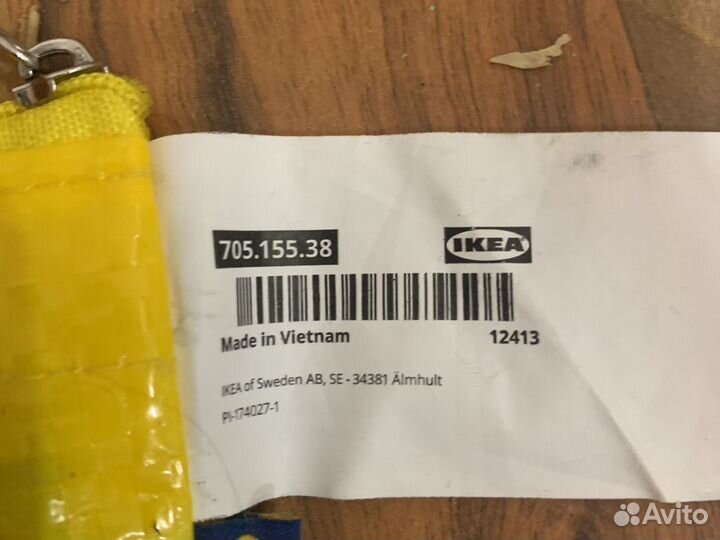 705.155.38 IKEA
Made in Vietnam 12413
IKEA of Sweden AB, SE - 34381 Älmhult
PI-174027-1
Avito